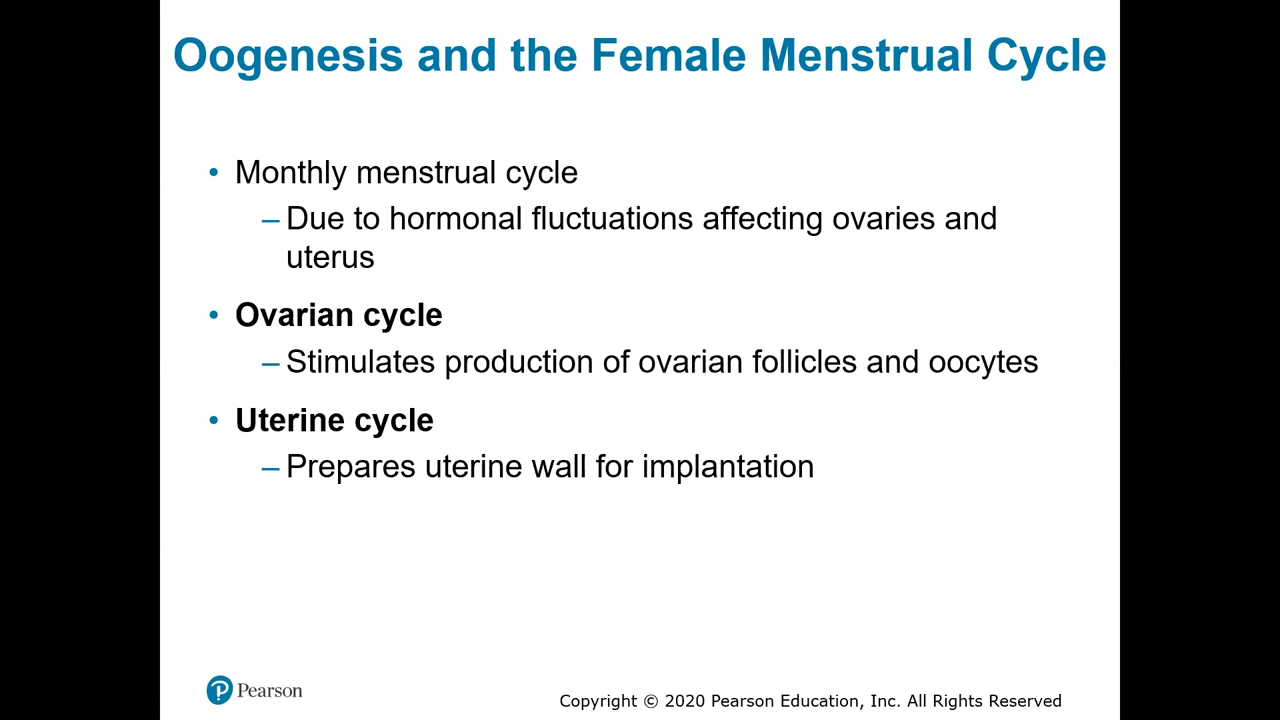 Oogenesis and the Female Menstrual Cycle
• Monthly menstrual cycle
– Due to hormonal fluctuations affecting ovaries and
uterus
• Ovarian cycle
– Stimulates production of ovarian follicles and oocytes
• Uterine cycle
– Prepares uterine wall for implantation
Pearson
Copyright © 2020 Pearson Education, Inc. All Rights Reserved